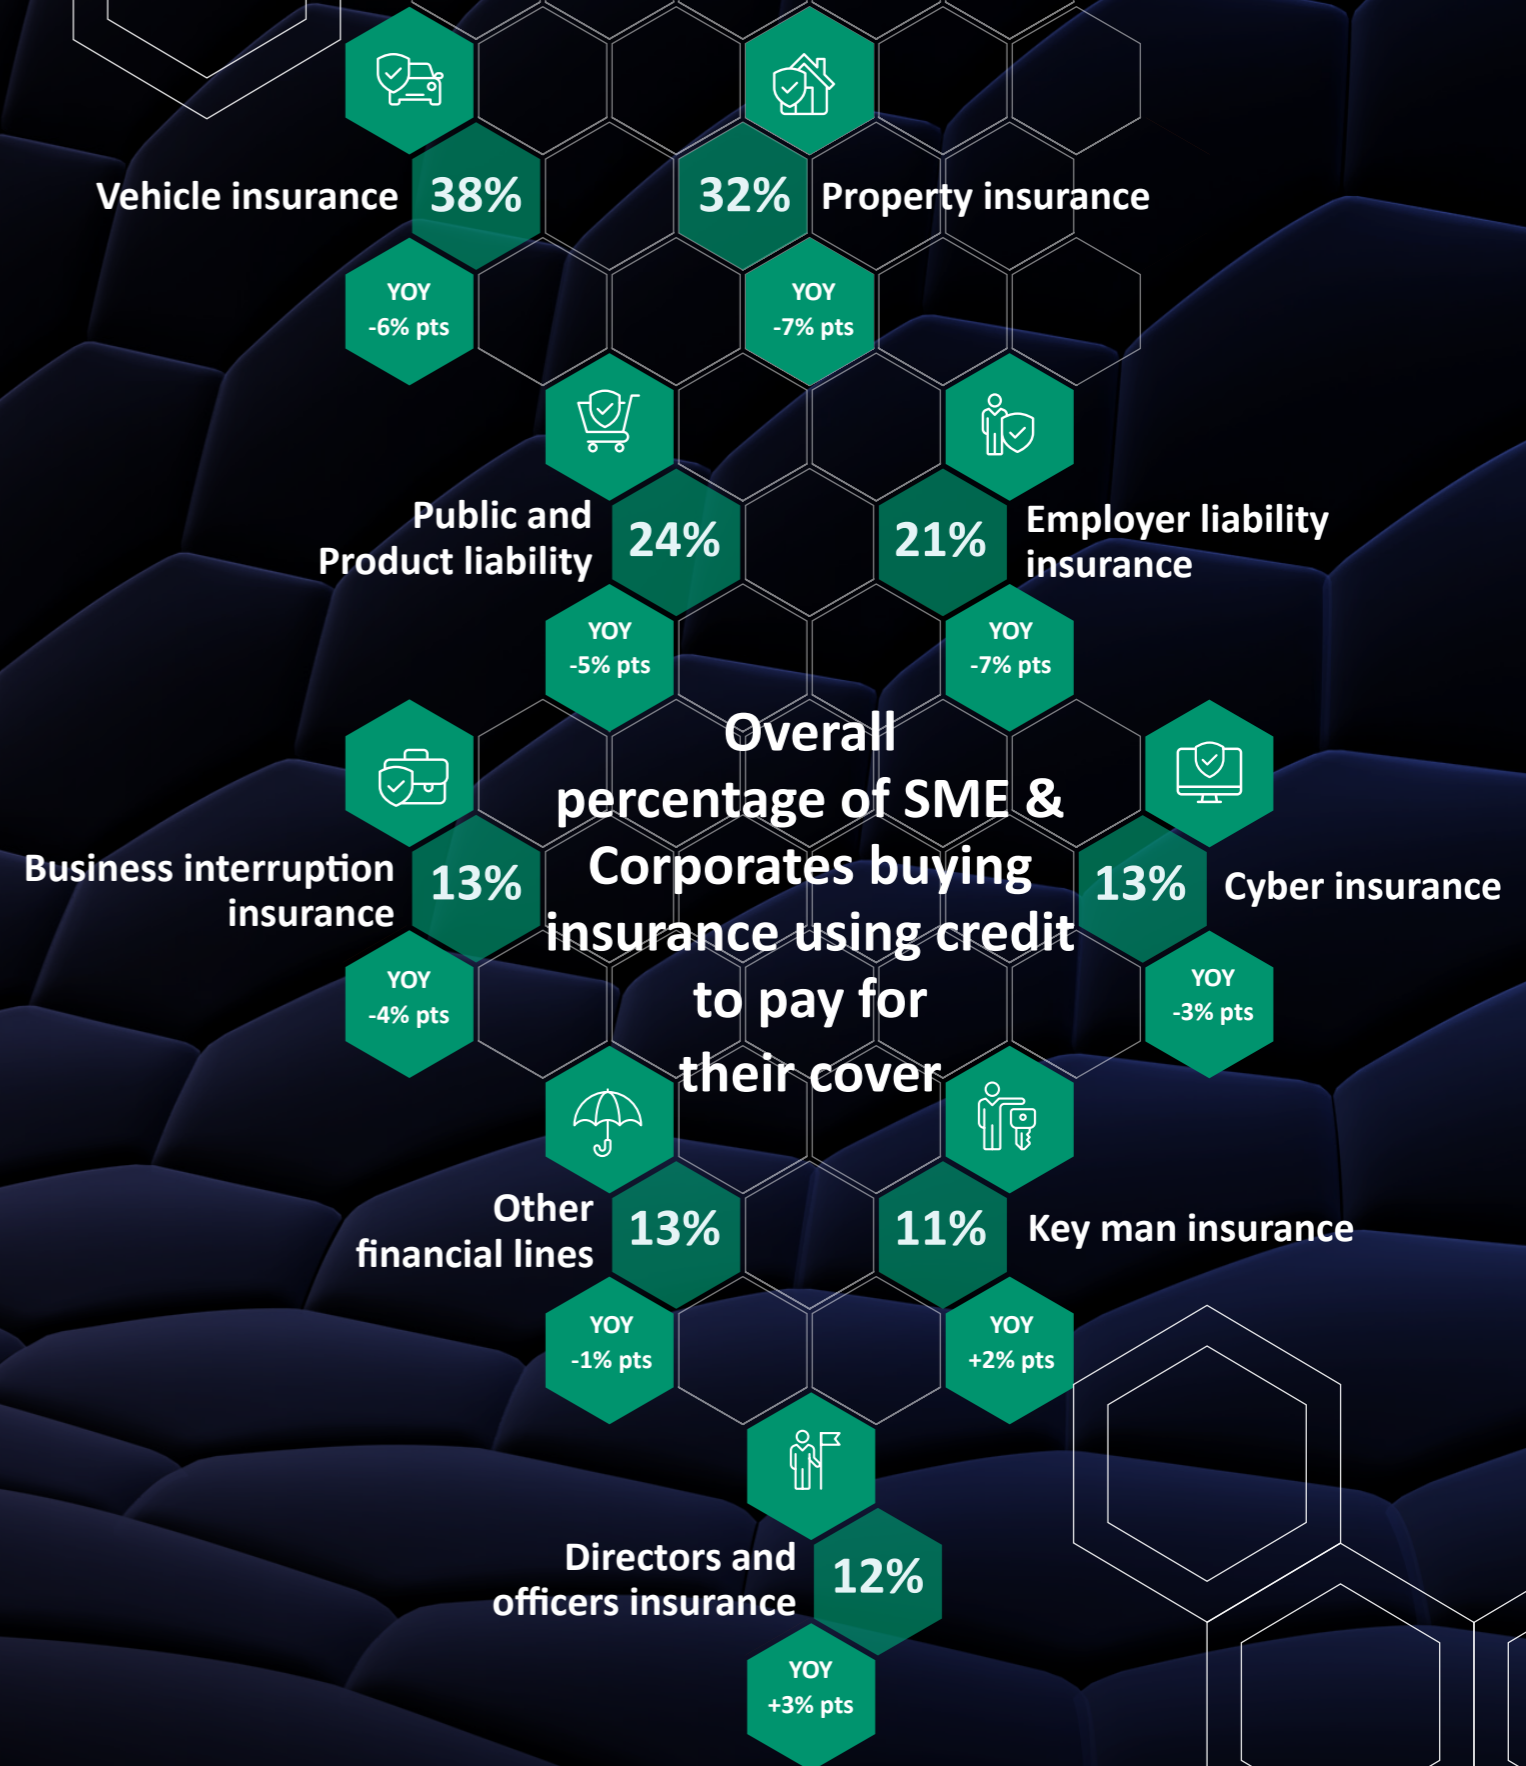 Vehicle insurance
38%
YOY
-6% pts
32%
Property insurance
YOY
-7% pts
Public and
Product liability
24%
YOY
-5% pts
21%
Employer liability
insurance
YOY
-7% pts
Overall
percentage of SME &
Corporates buying
insurance using credit
to pay for
their cover
Business interruption
insurance
13%
YOY
-4% pts
13%
Cyber insurance
YOY
-3% pts
Other
financial lines
13%
YOY
-1% pts
11%
Key man insurance
YOY
+2% pts
Directors and
officers insurance
12%
YOY
+3% pts